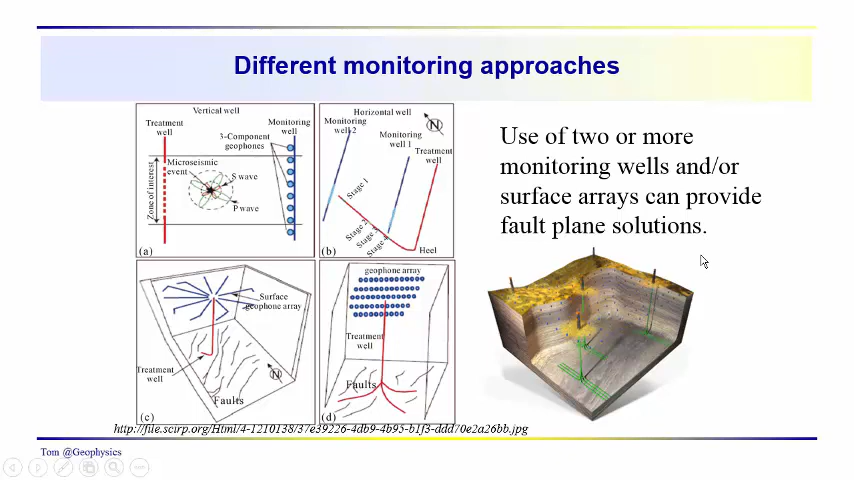 Different monitoring approaches
Vertical well
Treatment
well
Monitoring
well
3-Component
geophones
Microseismic
event
S wave
P wave
Zone of interest
(a)
Horizontal well
N
Monitoring
well 2
Monitoring
well 1
Treatment
well
Stage 1
Stage 2
Stage 3
Stage 4
Heel
(b)
Surface
geophone array
Treatment
well
N
Faults
(c)
geophone array
Treatment
well
Faults
(d)
Use of two or more
monitoring wells and/or
surface arrays can provide
fault plane solutions.
http://file.scirp.org/Html/4-1210138/37e39226-4db9-4b95-b1f3-ddd70e2a26bb.jpg
Tom @Geophysics